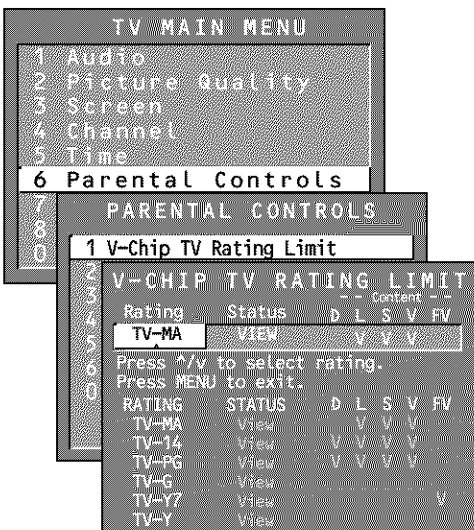 TV MAIN MENU
1 Audio
2 Picture Quality
3 Screen
4 Channel
5 Time
6 Parental Controls
7
8
0
PARENTAL CONTROLS
1 V-Chip TV Rating Limit
2
3
4
5
6
0
V-CHIP TV RATING LIMIT
-- Content --
Rating Status D L S V FV
TV-MA VIEW V V V
Press ^/v to select rating.
Press MENU to exit.
RATING STATUS D L S V FV
TV-MA View V V V
TV-14 View V V V V
TV-PG View V V V V
TV-G View
TV-Y7 View V
TV-Y View